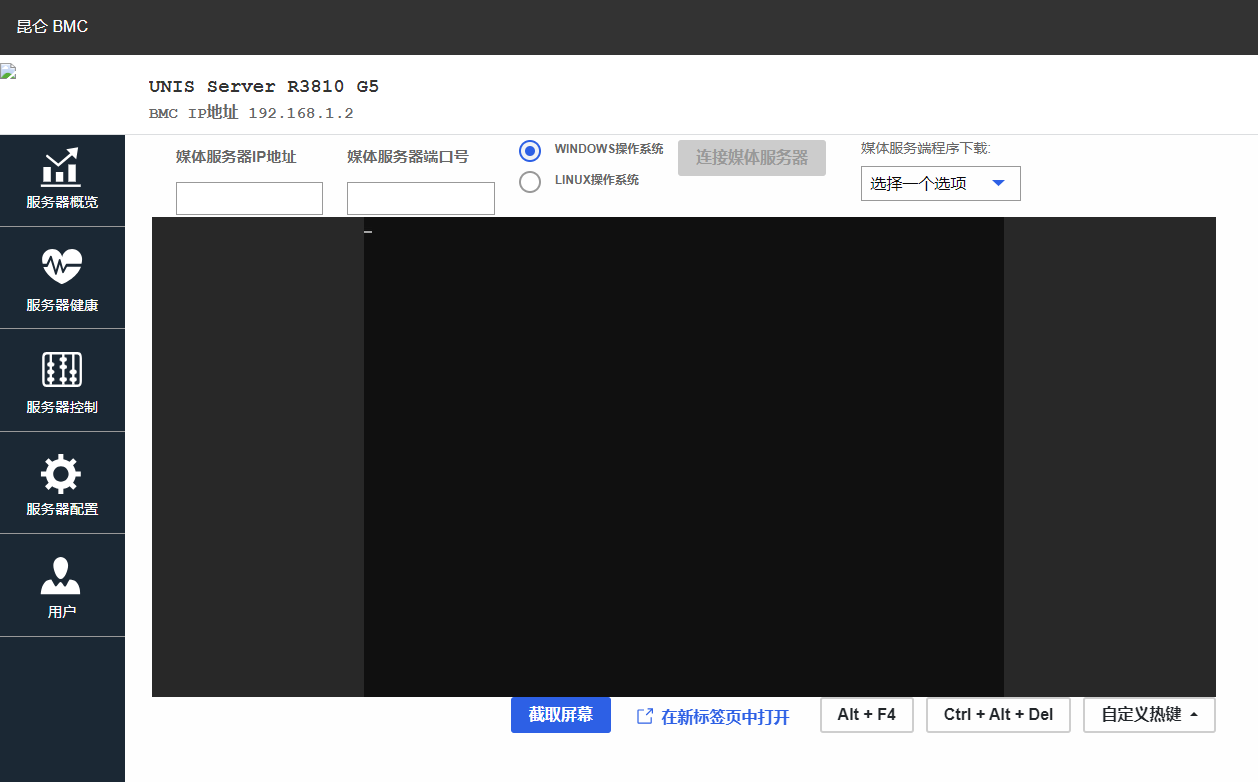 昆仑 BMC
UNIS Server R3810 G5
BMC IP地址 192.168.1.2
媒体服务器IP地址
媒体服务器端口号
WINDOWS操作系统
LINUX操作系统
连接媒体服务器
媒体服务端程序下载:
选择一个选项
服务器概览
服务器健康
服务器控制
服务器配置
用户
截取屏幕
在新标签页中打开
Alt + F4
Ctrl + Alt + Del
自定义热键